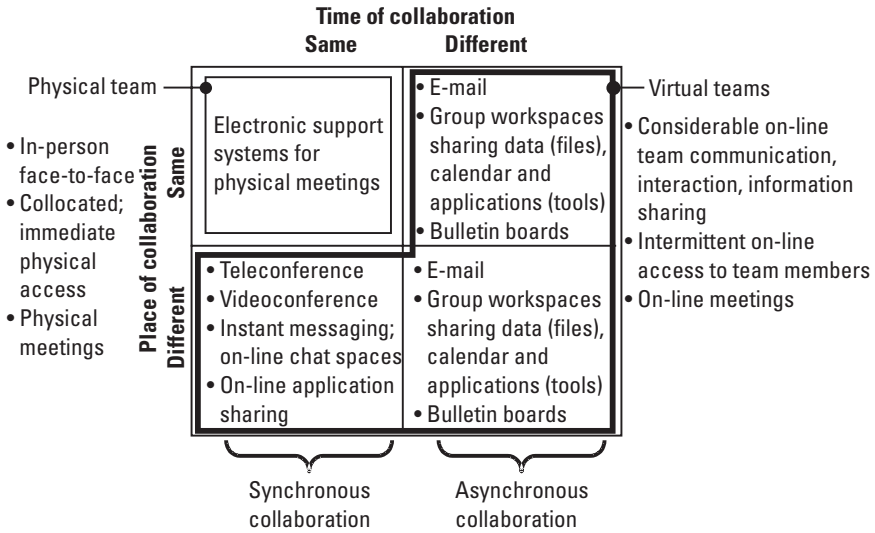 Time of collaboration
Same
Different
Physical team
• In-person
face-to-face
• Collocated;
immediate
physical
access
• Physical
meetings
Place of collaboration
Same
Different
Electronic support
systems for
physical meetings
• E-mail
• Group workspaces
sharing data (files),
calendar and
applications (tools)
• Bulletin boards
• Teleconference
• Videoconference
• Instant messaging;
on-line chat spaces
• On-line application
sharing
• E-mail
• Group workspaces
sharing data (files),
calendar and
applications (tools)
• Bulletin boards
Virtual teams
• Considerable on-line
team communication,
interaction, information
sharing
• Intermittent on-line
access to team members
• On-line meetings
Synchronous
collaboration
Asynchronous
collaboration